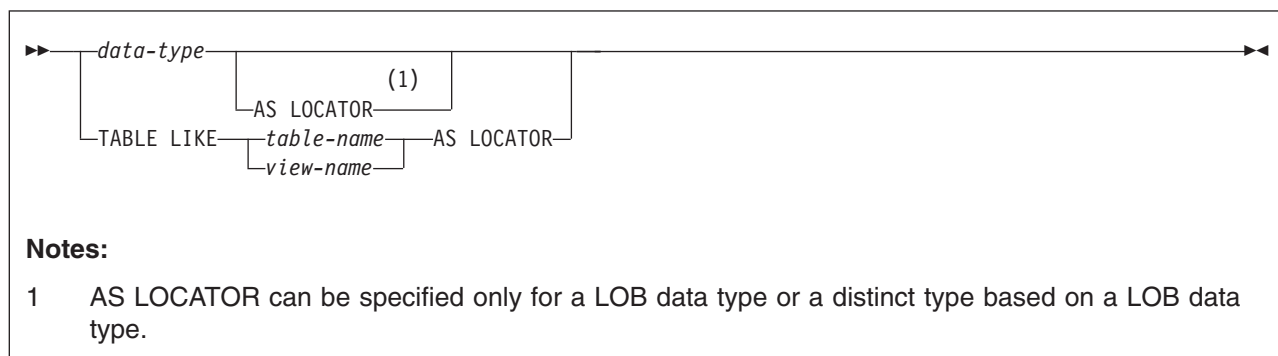 data-type
(1)
AS LOCATOR
TABLE LIKE table-name AS LOCATOR
view-name
Notes:
1 AS LOCATOR can be specified only for a LOB data type or a distinct type based on a LOB data
type.